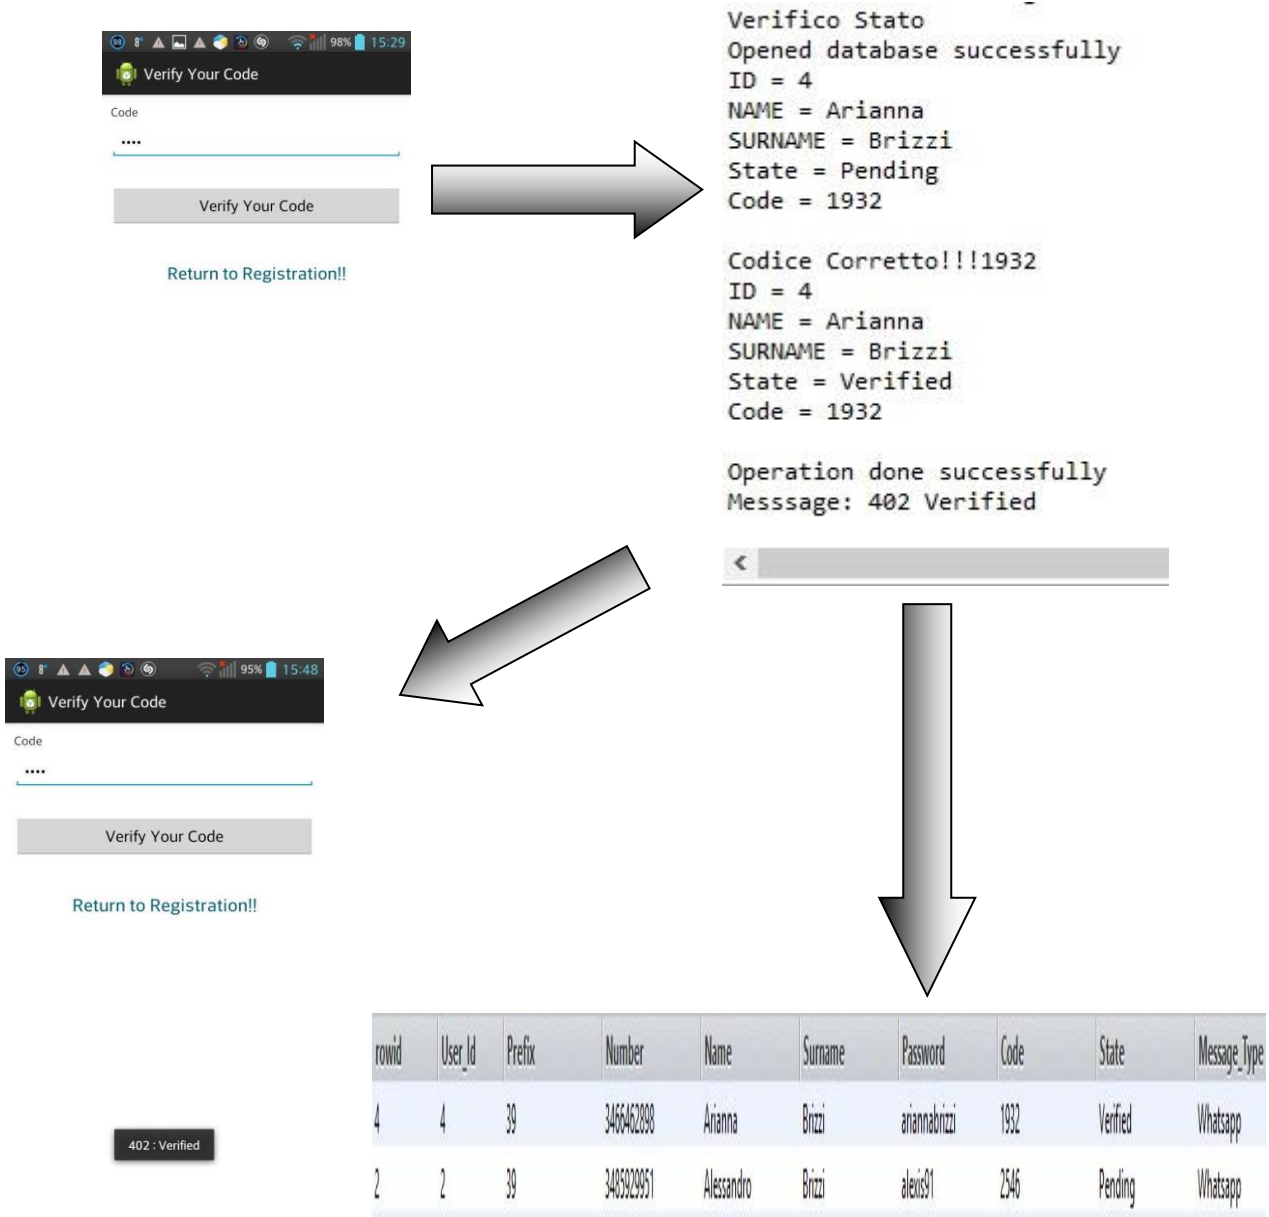 98 8° 98% 15:29
Verify Your Code
Code
••••
Verify Your Code
Return to Registration!!
Verifico Stato
Opened database successfully
ID = 4
NAME = Arianna
SURNAME = Brizzi
State = Pending
Code = 1932
Codice Corretto!!!1932
ID = 4
NAME = Arianna
SURNAME = Brizzi
State = Verified
Code = 1932
Operation done successfully
Messsage: 402 Verified
95 8° 95% 15:48
Verify Your Code
Code
••••
Verify Your Code
Return to Registration!!
402 : Verified
rowid User_Id Prefix Number Name Surname Password Code State Message_Type
4 4 39 3466462898 Arianna Brizzi ariannabrizzi 1932 Verified Whatsapp
2 2 39 3485929951 Alessandro Brizzi alexis91 2546 Pending Whatsapp